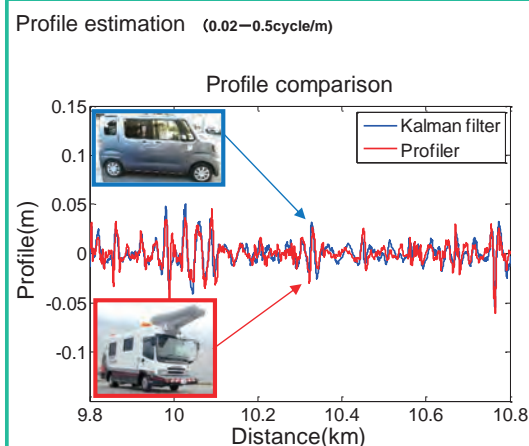 Profile estimation (0.02−0.5cycle/m)
Profile comparison
0.15
0.1
0.05
0
-0.05
-0.1
Profile(m)
Kalman filter
Profiler
9.8 10 10.2 10.4 10.6 10.8
Distance(km)